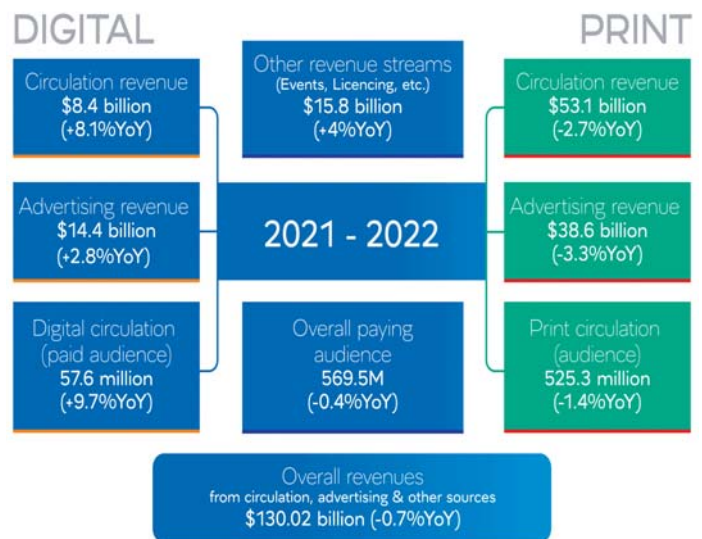 DIGITAL
PRINT
Circulation revenue
$8.4 billion
(+8.1%YoY)
Other revenue streams
(Events, Licencing, etc.)
$15.8 billion
(+4%YoY)
Circulation revenue
$53.1 billion
(-2.7%YoY)
Advertising revenue
$14.4 billion
(+2.8%YoY)
2021 - 2022
Advertising revenue
$38.6 billion
(-3.3%YoY)
Digital circulation
(paid audience)
57.6 million
(+9.7%YoY)
Overall paying
audience
569.5M
(-0.4%YoY)
Print circulation
(audience)
525.3 million
(-1.4%YoY)
Overall revenues
from circulation, advertising & other sources
$130.02 billion (-0.7%YoY)